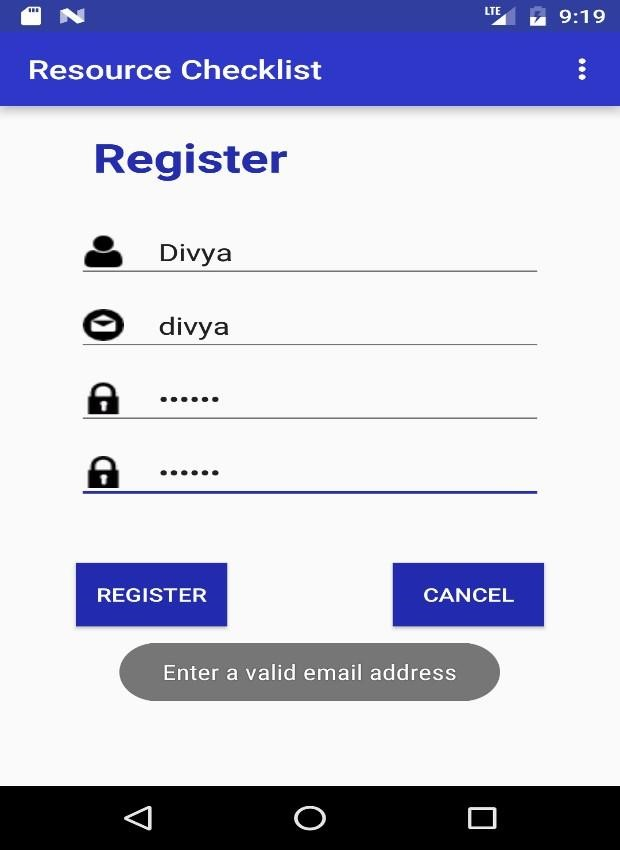 LTE 9:19
Resource Checklist
Register
Divya
divya
••••••
••••••
REGISTER CANCEL
Enter a valid email address